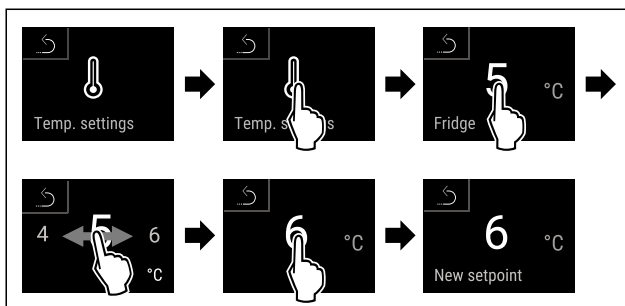 Temp. settings
Temp. s s
5 °C
Fridge
4 5 6
°C
6 °C
6 °C
New setpoint